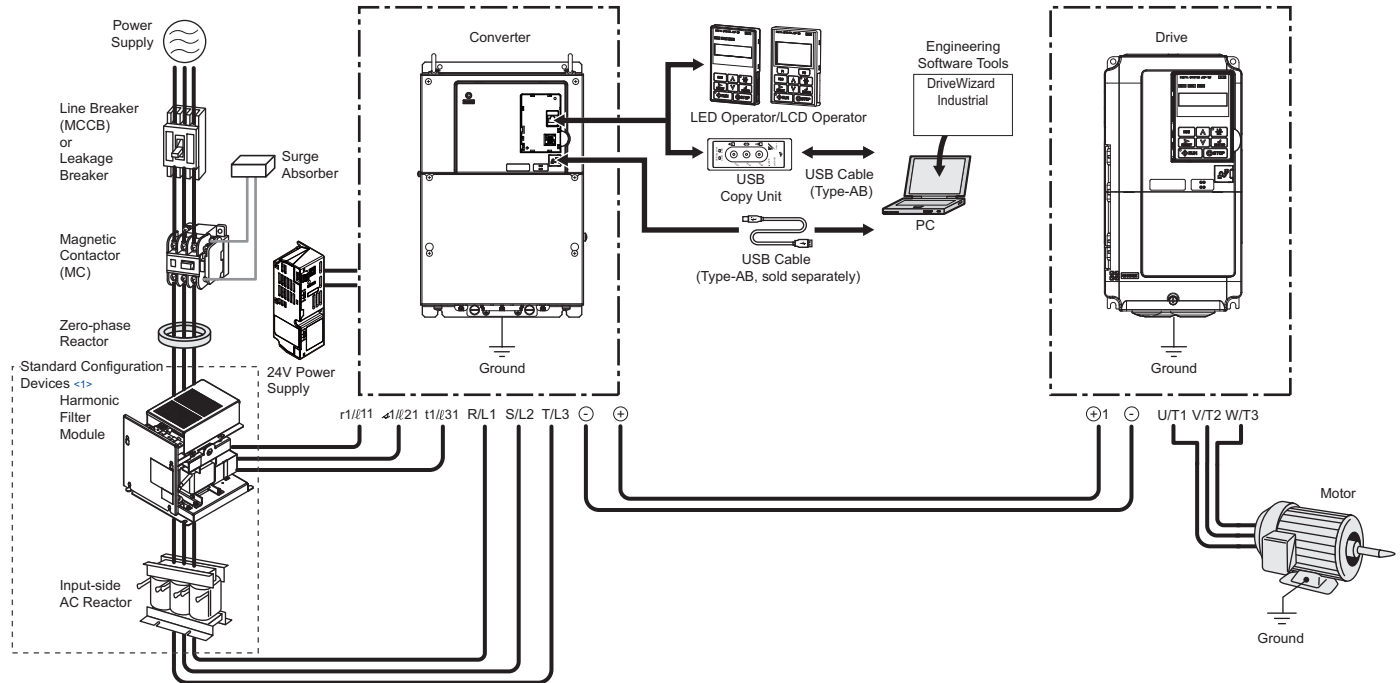 Power
Supply
Line Breaker
(MCCB)
or
Leakage
Breaker
Surge
Absorber
Magnetic
Contactor
(MC)
Zero-phase
Reactor
Standard Configuration
Devices <1>
Harmonic
Filter
Module
Input-side
AC Reactor
24V Power
Supply
Converter
Ground
r1/ℓ11 𝓈1/ℓ21 t1/ℓ31 R/L1 S/L2 T/L3 ⊖ ⊕
LED Operator/LCD Operator
USB
Copy Unit
USB Cable
(Type-AB)
USB Cable
(Type-AB, sold separately)
Engineering
Software Tools
DriveWizard
Industrial
PC
Drive
Ground
⊕1 ⊖ U/T1 V/T2 W/T3
Motor
Ground